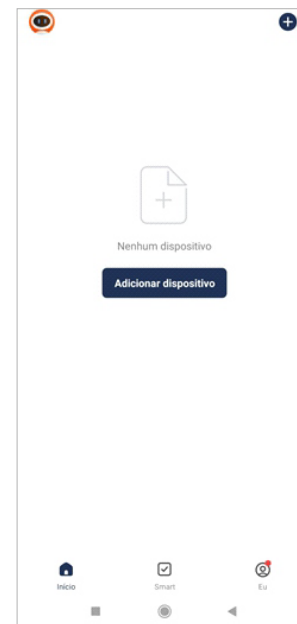 Nenhum dispositivo
Adicionar dispositivo
Início
Smart
Eu